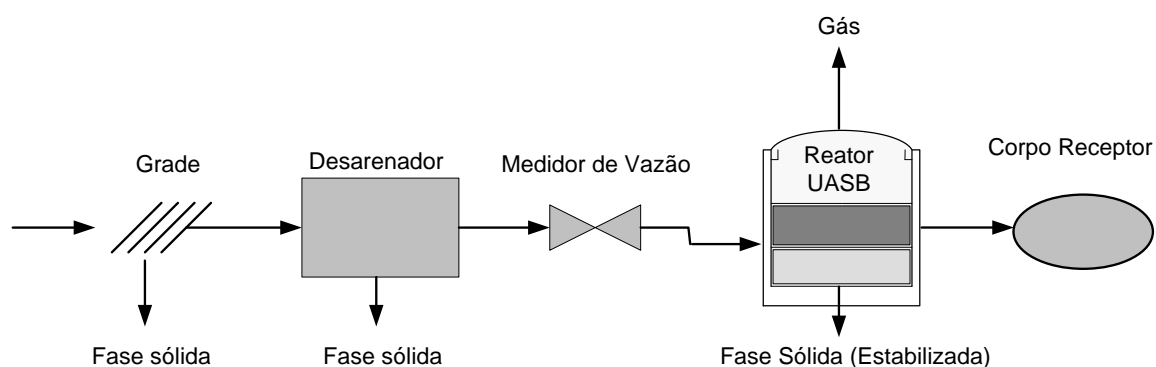 Gás
Grade
Desarenador
Medidor de Vazão
Reator
UASB
Corpo Receptor
Fase sólida
Fase sólida
Fase Sólida (Estabilizada)